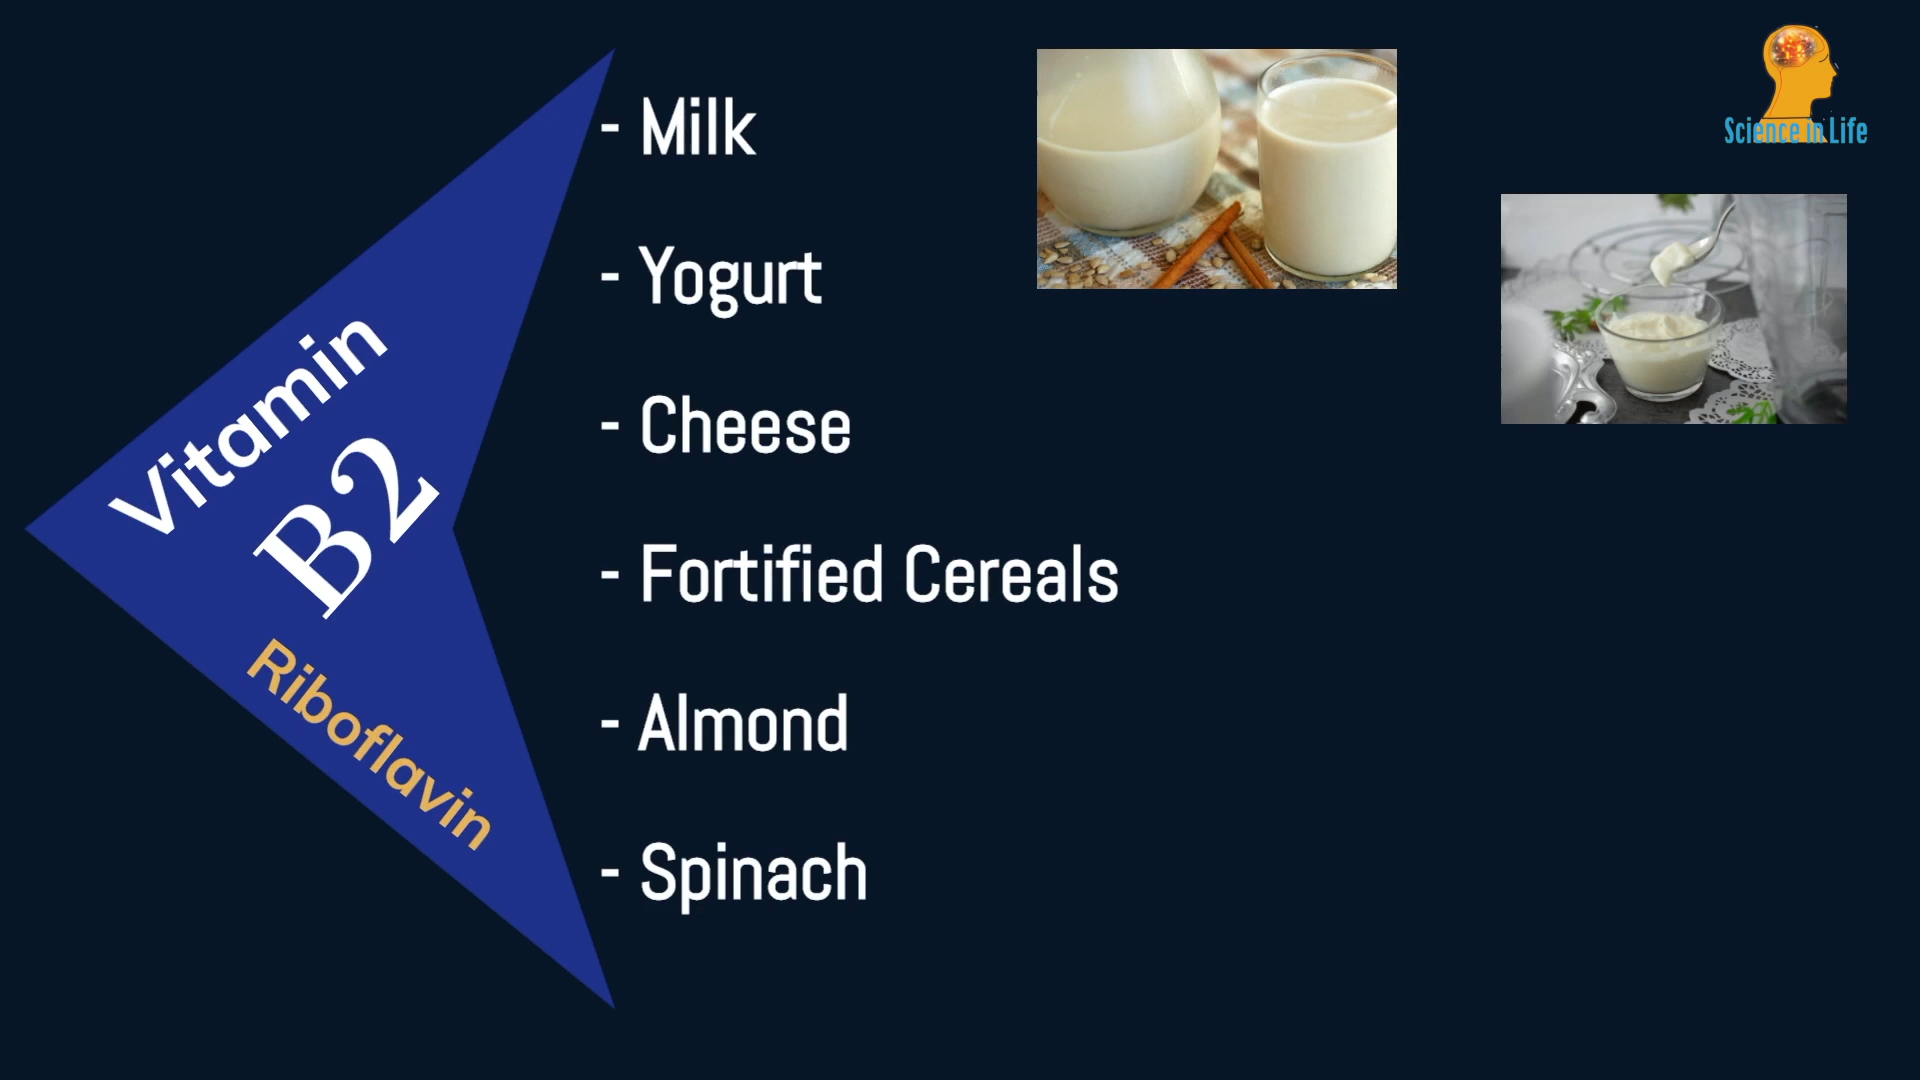 Vitamin
B2
Riboflavin
- Milk
- Yogurt
- Cheese
- Fortified Cereals
- Almond
- Spinach
Science in Life